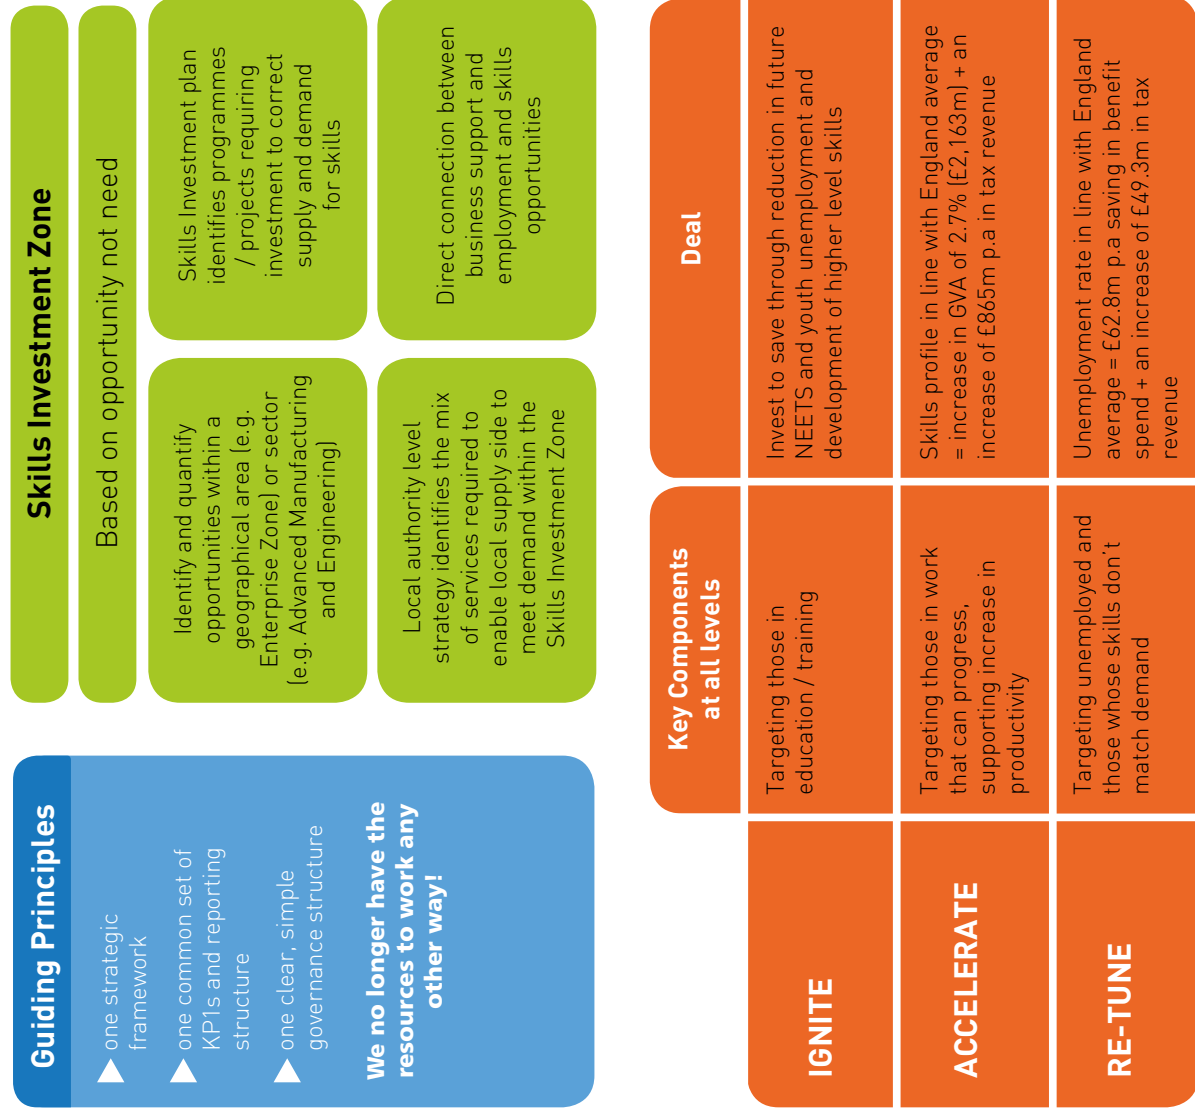 Guiding Principles
one strategic
framework
one common set of
KP1s and reporting
structure
one clear, simple
governance structure
We no longer have the
resources to work any
other way!
Skills Investment Zone
Based on opportunity not need
Identify and quantify
opportunities within a
geographical area (e.g.
Enterprise Zone) or sector
(e.g. Advanced Manufacturing
and Engineering)
Skills Investment plan
identifies programmes
/ projects requiring
investment to correct
supply and demand
for skills
Local authority level
strategy identifies the mix
of services required to
enable local supply side to
meet demand within the
Skills Investment Zone
Direct connection between
business support and
employment and skills
opportunities
Key Components
at all levels
Deal
IGNITE
Targeting those in
education / training
Invest to save through reduction in future
NEETS and youth unemployment and
development of higher level skills
ACCELERATE
Targeting those in work
that can progress,
supporting increase in
productivity
Skills profile in line with England average
= increase in GVA of 2.7% (£2,163m) + an
increase of £865m p.a in tax revenue
RE-TUNE
Targeting unemployed and
those whose skills don't
match demand
Unemployment rate in line with England
average = £62.8m p.a saving in benefit
spend + an increase of £49.3m in tax
revenue